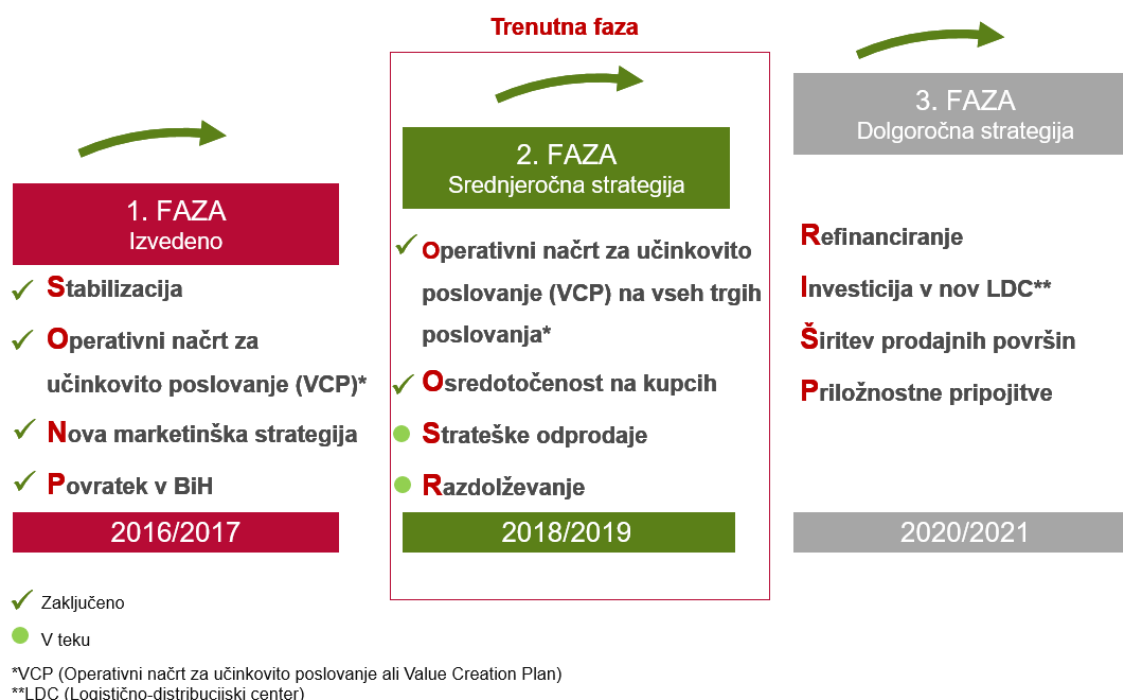 Trenutna faza
1. FAZA
Izvedeno
Stabilizacija
Operativni načrt za
učinkovito poslovanje (VCP)*
Nova marketinška strategija
Povratek v BiH
2016/2017
2. FAZA
Srednjeročna strategija
Operativni načrt za učinkovito
poslovanje (VCP) na vseh trgih
poslovanja*
Osredotočenost na kupcih
Strateške odprodaje
Razdolževanje
2018/2019
3. FAZA
Dolgoročna strategija
Refinanciranje
Investicija v nov LDC**
Širitev prodajnih površin
Priložnostne pripojitve
2020/2021
Zaključeno
V teku
*VCP (Operativni načrt za učinkovito poslovanje ali Value Creation Plan)
**LDC (Logistično-distribucijski center)